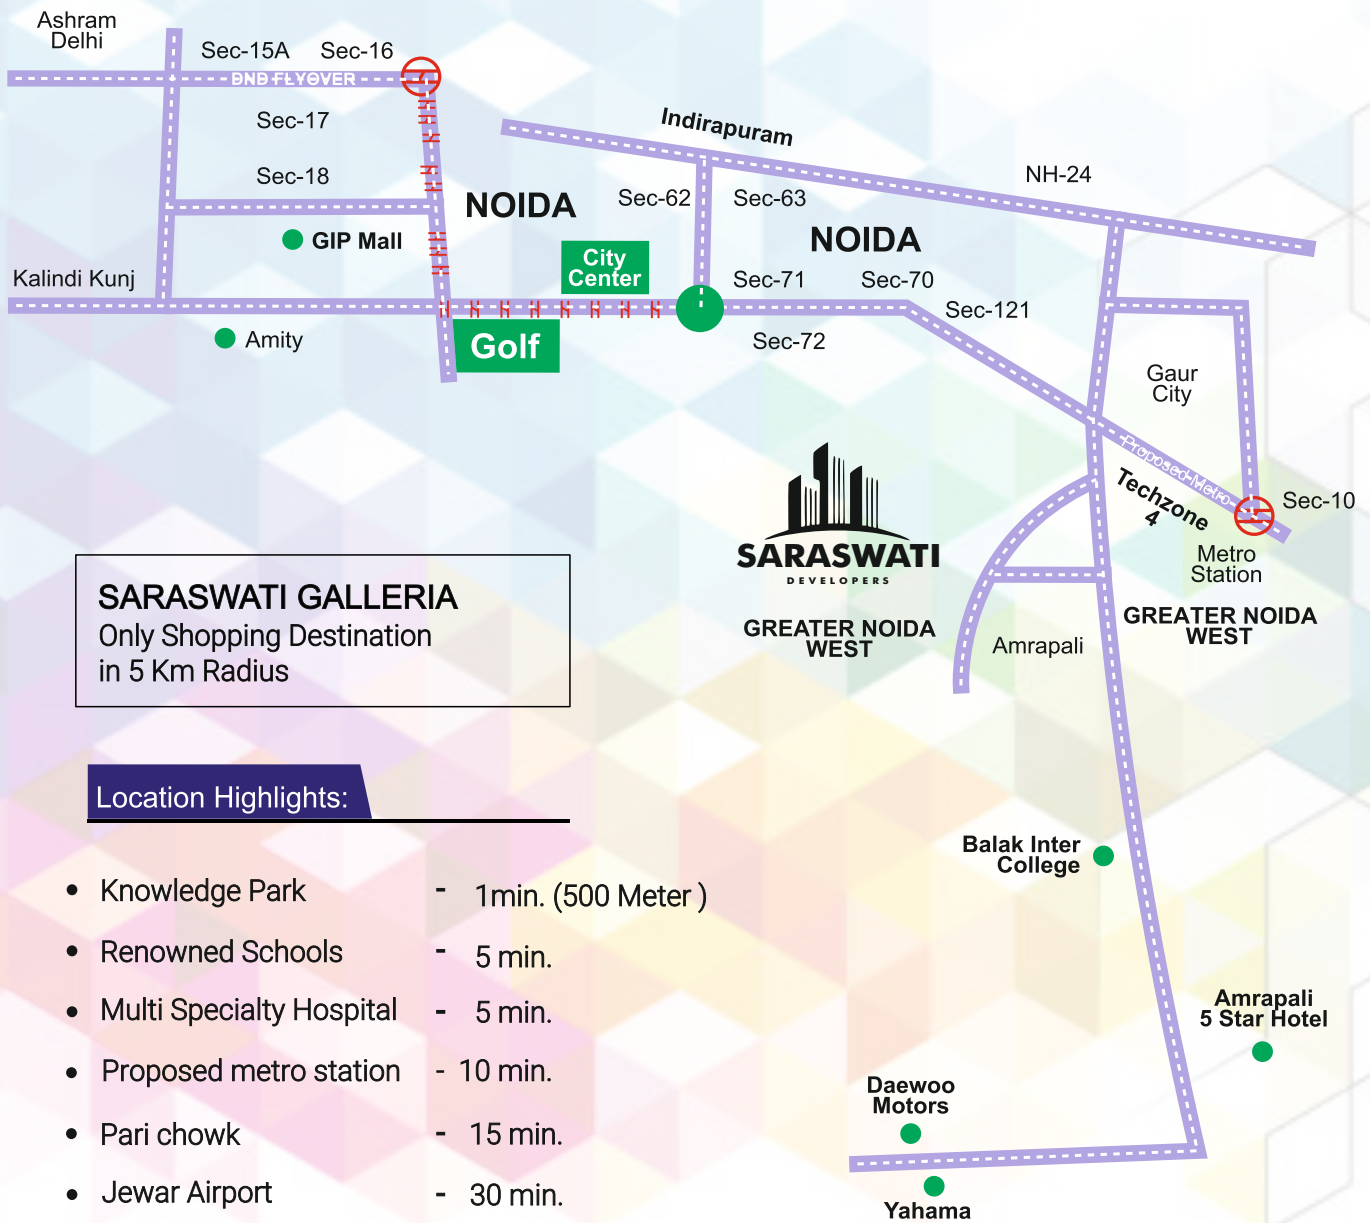 Ashram
Delhi
Sec-15A
Sec-16
DND FLYOVER
Sec-17
Sec-18
GIP Mall
Kalindi Kunj
Amity
NOIDA
City
Center
Golf
Indirapuram
Sec-62
Sec-63
NH-24
NOIDA
Sec-71
Sec-70
Sec-72
Sec-121
Gaur
City
Proposed Metro
Techzone
4
Sec-10
Metro
Station
GREATER NOIDA
WEST
SARASWATI
DEVELOPERS
GREATER NOIDA
WEST
Amrapali
SARASWATI GALLERIA
Only Shopping Destination
in 5 Km Radius
Location Highlights:
• Knowledge Park - 1min. (500 Meter )
• Renowned Schools - 5 min.
• Multi Specialty Hospital - 5 min.
• Proposed metro station - 10 min.
• Pari chowk - 15 min.
• Jewar Airport - 30 min.
Balak Inter
College
Amrapali
5 Star Hotel
Daewoo
Motors
Yahama